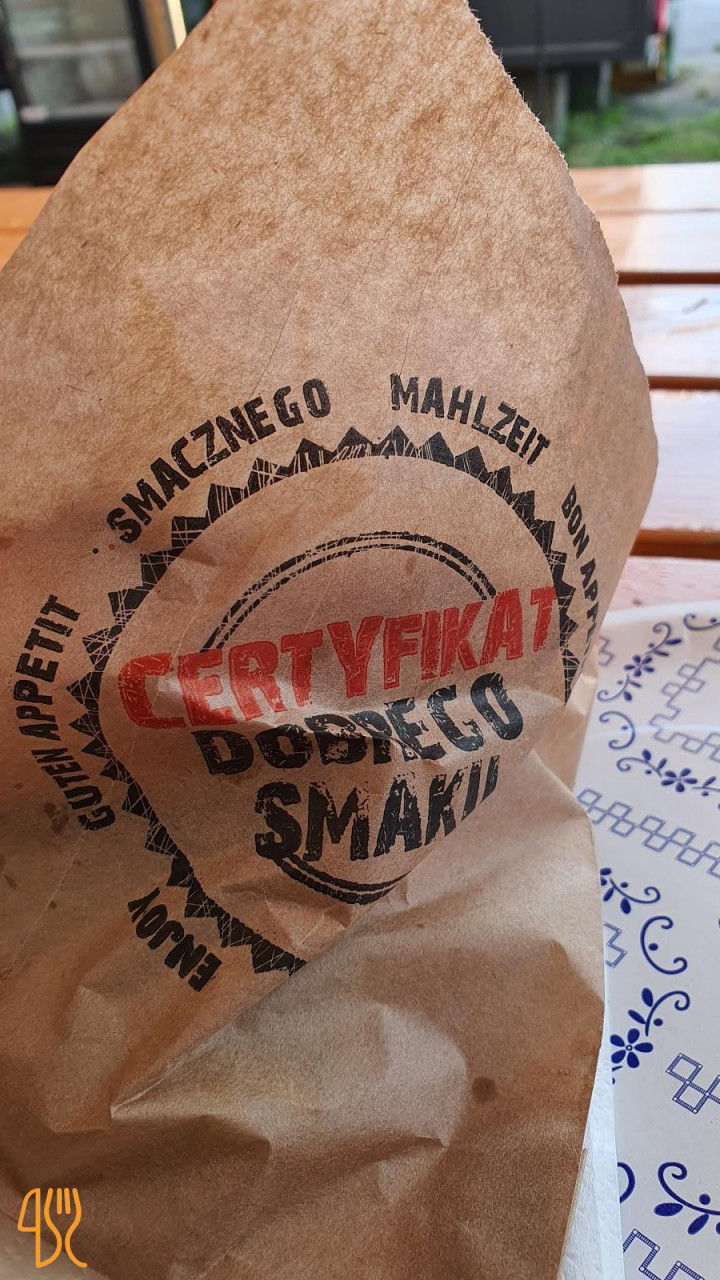 SMACZNEGO
MAHLZEIT
BON APP
GUTEN APPETIT
ENJOY
CERTYFIKAT
DOBREGO
SMAKU